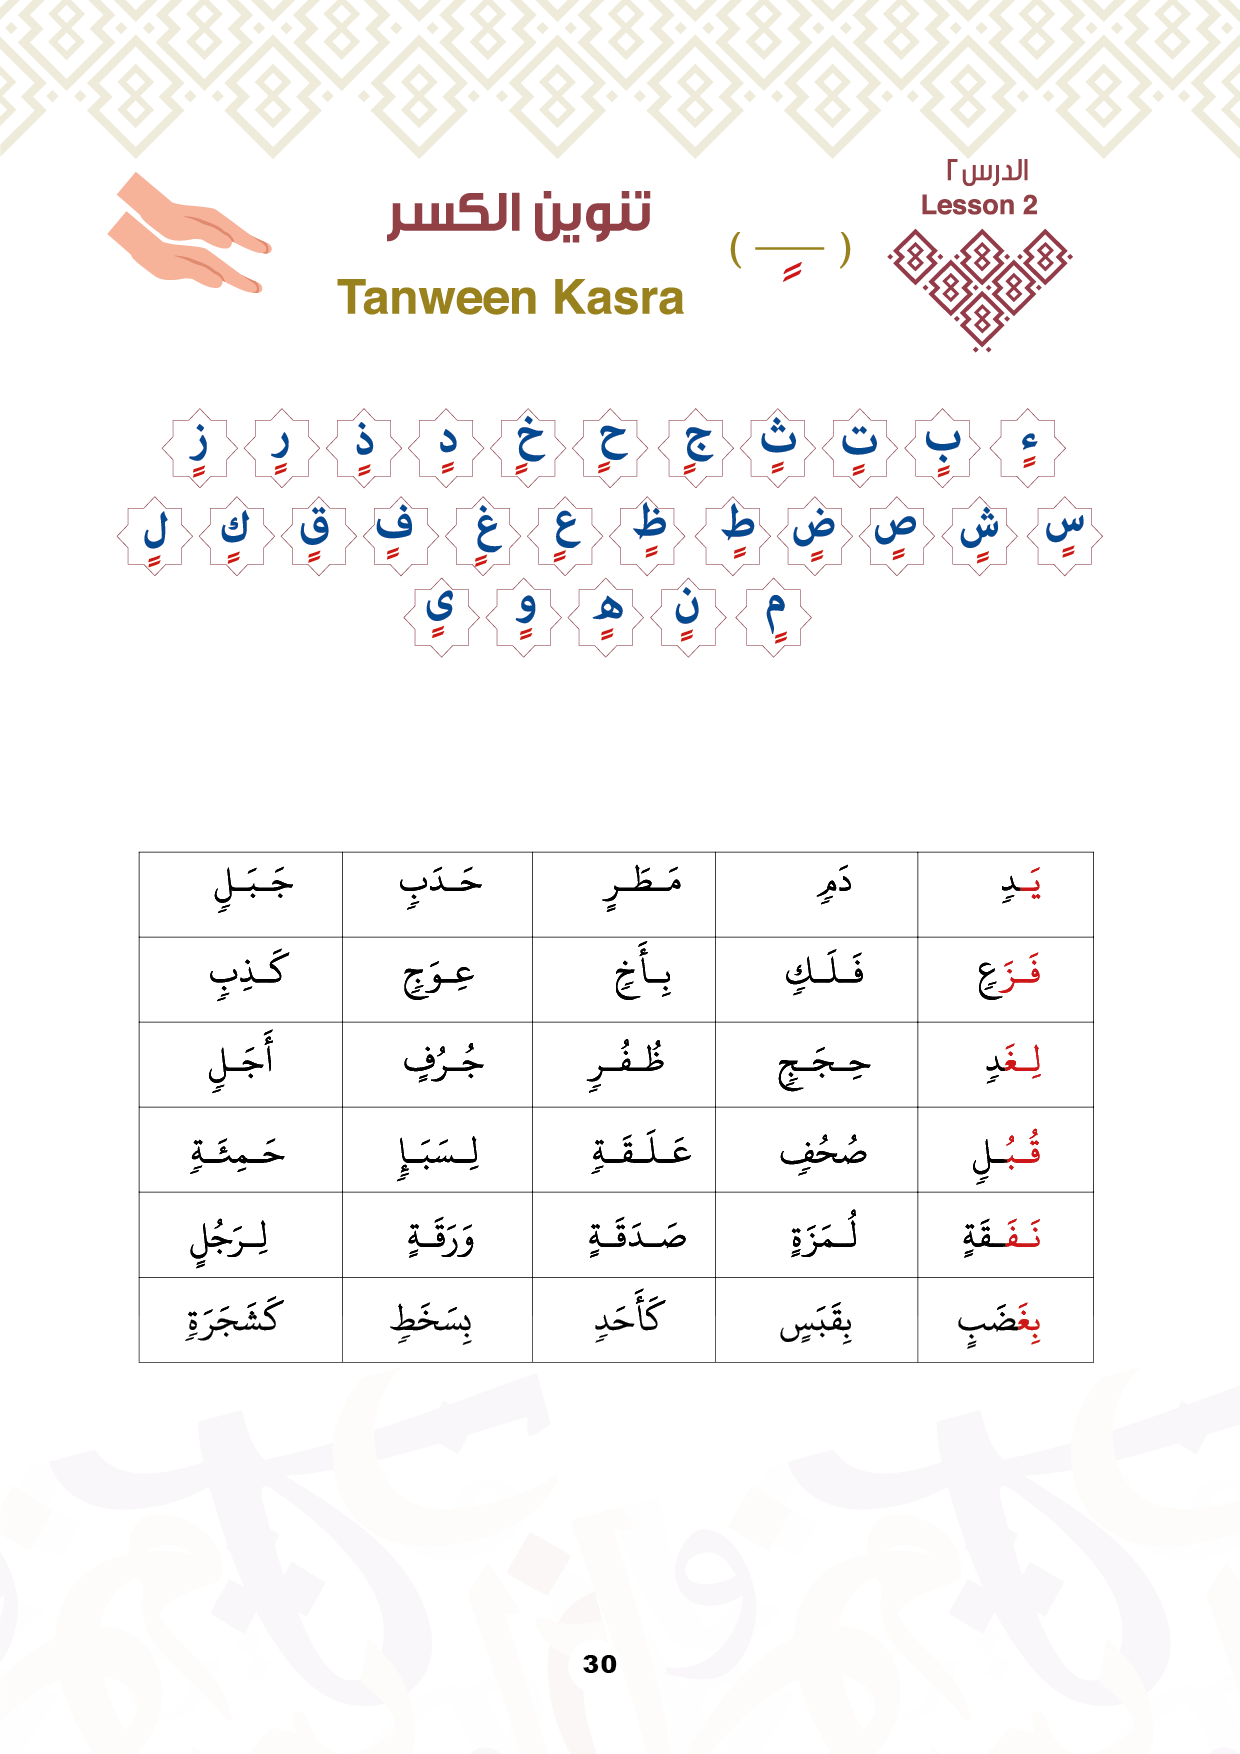 الدرس ٢
Lesson 2
تنوين الكسر
( ــٍـ )
Tanween Kasra
ءٍ بٍ تٍ ثٍ جٍ حٍ خٍ دٍ ذٍ رٍ زٍ
سٍ شٍ صٍ ضٍ طٍ ظٍ عٍ غٍ فٍ قٍ كٍ لٍ
مٍ نٍ هٍ وٍ ىٍ
يَـدٍ دَمٍ مَـطَـرٍ حَـدَبٍ جَـبَـلٍ
فَـزَعٍ فَـلَـكٍ بِـأَخٍ عِـوَجٍ كَـذِبٍ
لِـغَدٍ حِـجَـجٍ ظُـفُـرٍ جُـرُفٍ أَجَـلٍ
قُـبُـلٍ صُحُفٍ عَـلَـقَـةٍ لِـسَبَـإٍ حَـمِئَـةٍ
نَـفَـقَةٍ لُـمَزَةٍ صَـدَقَـةٍ وَرَقَـةٍ لِـرَجُلٍ
بِغَضَبٍ بِقَبَسٍ كَأَحَدٍ بِسَخَطٍ كَشَجَرَةٍ
30